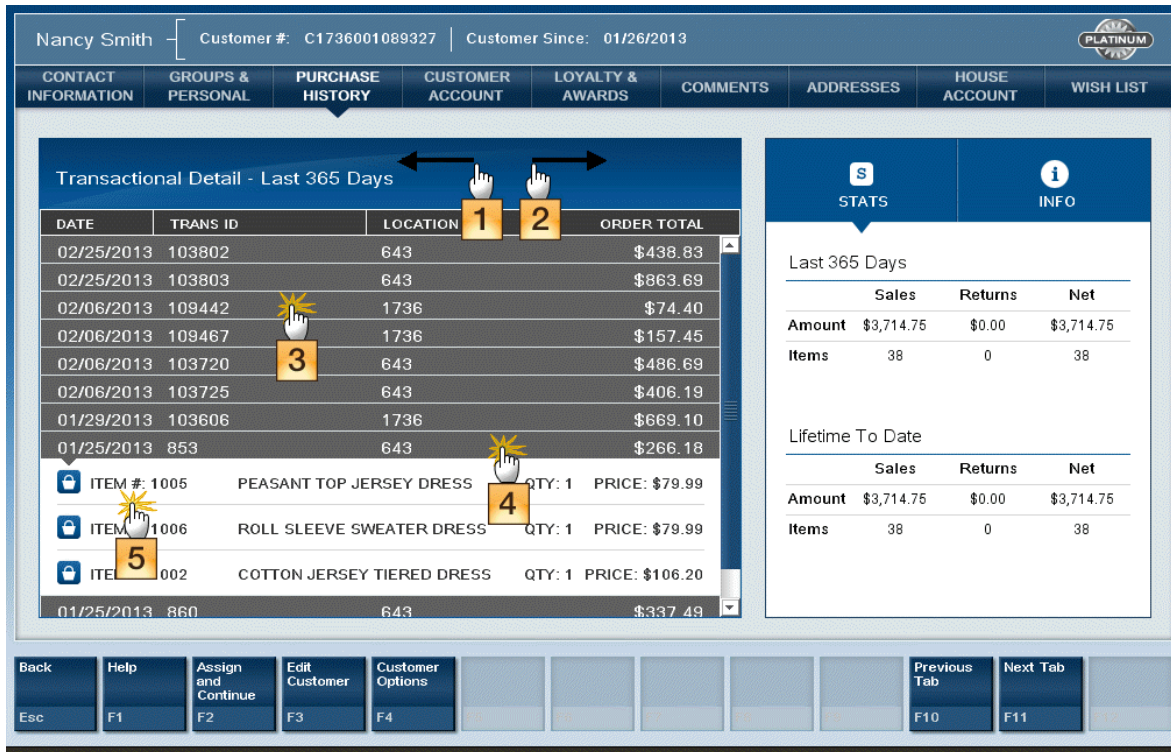 Nancy Smith Customer #: C1736001089327 Customer Since: 01/26/2013 PLATINUM
CONTACT INFORMATION
GROUPS & PERSONAL
PURCHASE HISTORY
CUSTOMER ACCOUNT
LOYALTY & AWARDS
COMMENTS
ADDRESSES
HOUSE ACCOUNT
WISH LIST
Transactional Detail - Last 365 Days
1 2
DATE TRANS ID LOCATION ORDER TOTAL
02/25/2013 103802 643 $438.83
02/25/2013 103803 643 $863.69
02/06/2013 109442 1736 $74.40
02/06/2013 109467 1736 $157.45
3
02/06/2013 103720 643 $486.69
02/06/2013 103725 643 $406.19
01/29/2013 103606 1736 $669.10
01/25/2013 853 643 $266.18
ITEM #: 1005 PEASANT TOP JERSEY DRESS QTY: 1 PRICE: $79.99
4
ITEM 1006 ROLL SLEEVE SWEATER DRESS QTY: 1 PRICE: $79.99
5
002 COTTON JERSEY TIERED DRESS QTY: 1 PRICE: $106.20
01/25/2013 860 643 $337.49
S
STATS
i
INFO
Last 365 Days
Sales Returns Net
Amount $3,714.75 $0.00 $3,714.75
Items 38 0 38
Lifetime To Date
Sales Returns Net
Amount $3,714.75 $0.00 $3,714.75
Items 38 0 38
Back
Esc
Help
F1
Assign and Continue
F2
Edit Customer
F3
Customer Options
F4
Previous Tab
F10
Next Tab
F11